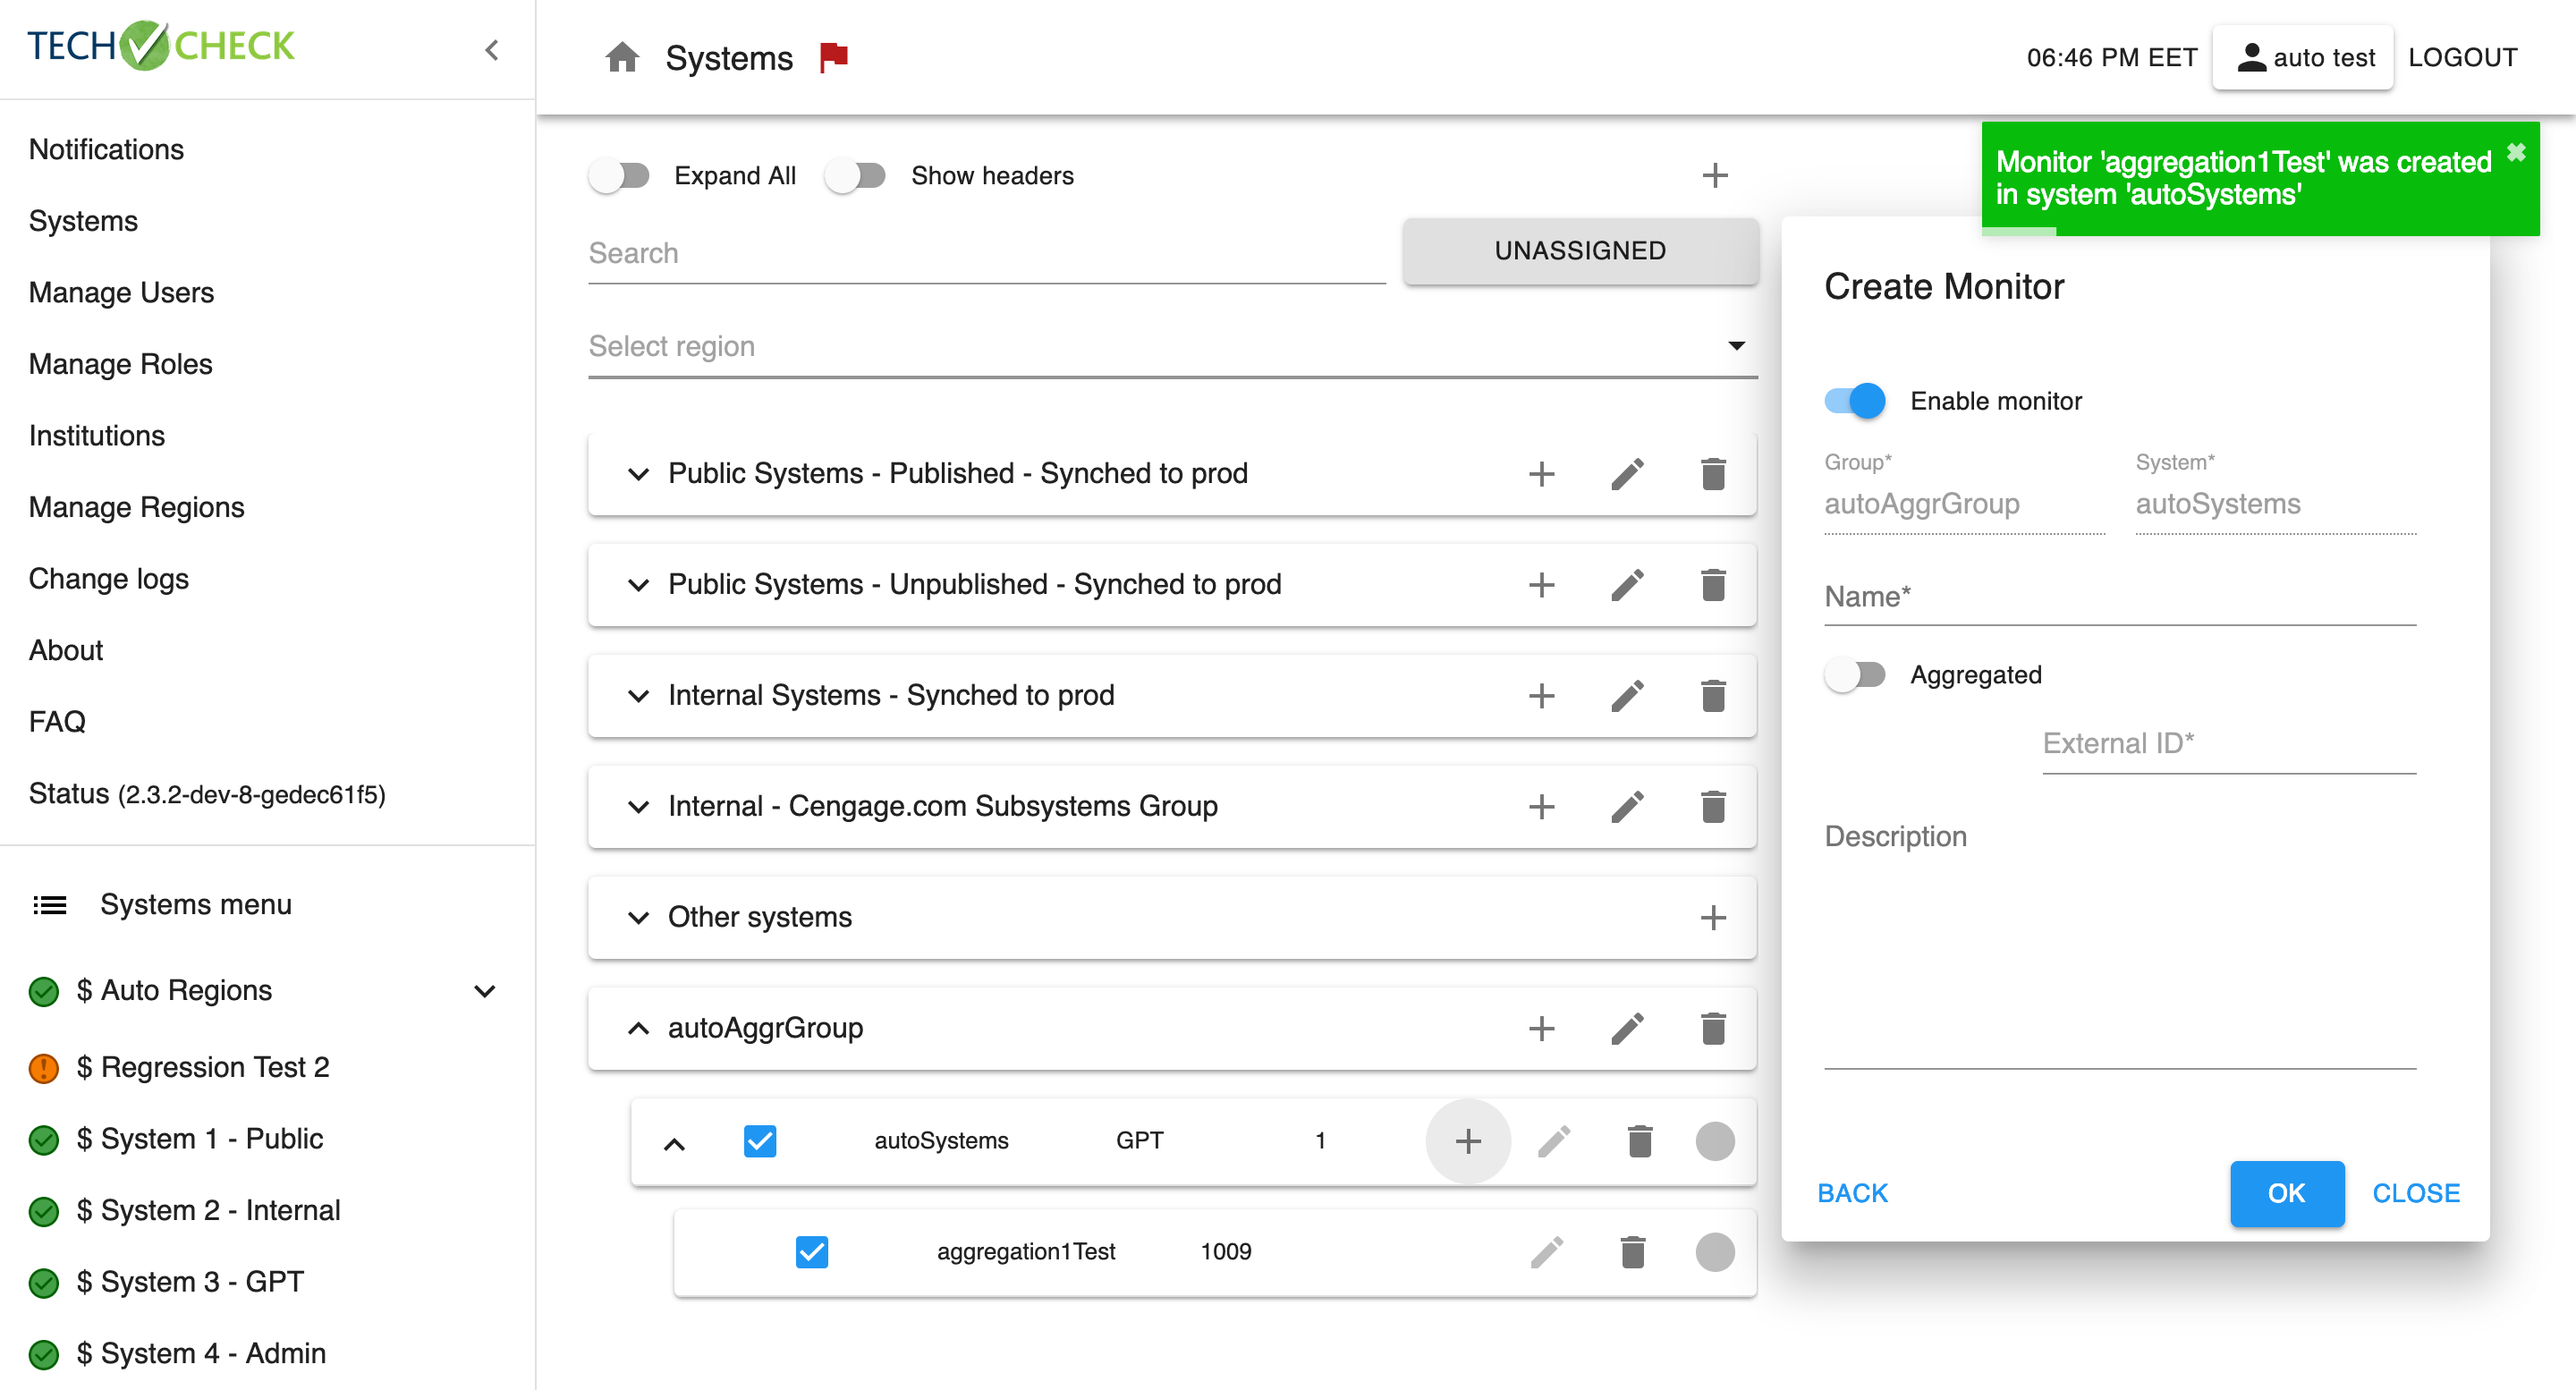 TECH CHECK
Notifications
Systems
Manage Users
Manage Roles
Institutions
Manage Regions
Change logs
About
FAQ
Status (2.3.2-dev-8-gedec61f5)
Systems menu
$ Auto Regions
$ Regression Test 2
$ System 1 - Public
$ System 2 - Internal
$ System 3 - GPT
$ System 4 - Admin
Systems
06:46 PM EET
auto test
LOGOUT
Expand All
Show headers
Search
UNASSIGNED
Select region
Public Systems - Published - Synched to prod
Public Systems - Unpublished - Synched to prod
Internal Systems - Synched to prod
Internal - Cengage.com Subsystems Group
Other systems
autoAggrGroup
autoSystems GPT 1
aggregation1Test 1009
Monitor 'aggregation1Test' was created
in system 'autoSystems'
Create Monitor
Enable monitor
Group* System*
autoAggrGroup autoSystems
Name*
Aggregated
External ID*
Description
BACK OK CLOSE